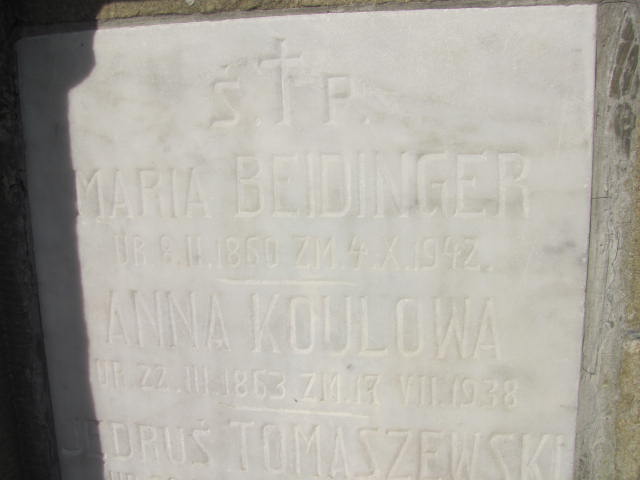 Ś. P.
MARIA BEIDINGER
UR 8.II.1860 ZM.4.X.1942.
ANNA KOULOWA
UR. 22.III.1863 ZM.17 VII.1938
JĘDRUŚ TOMASZEWSKI
UR